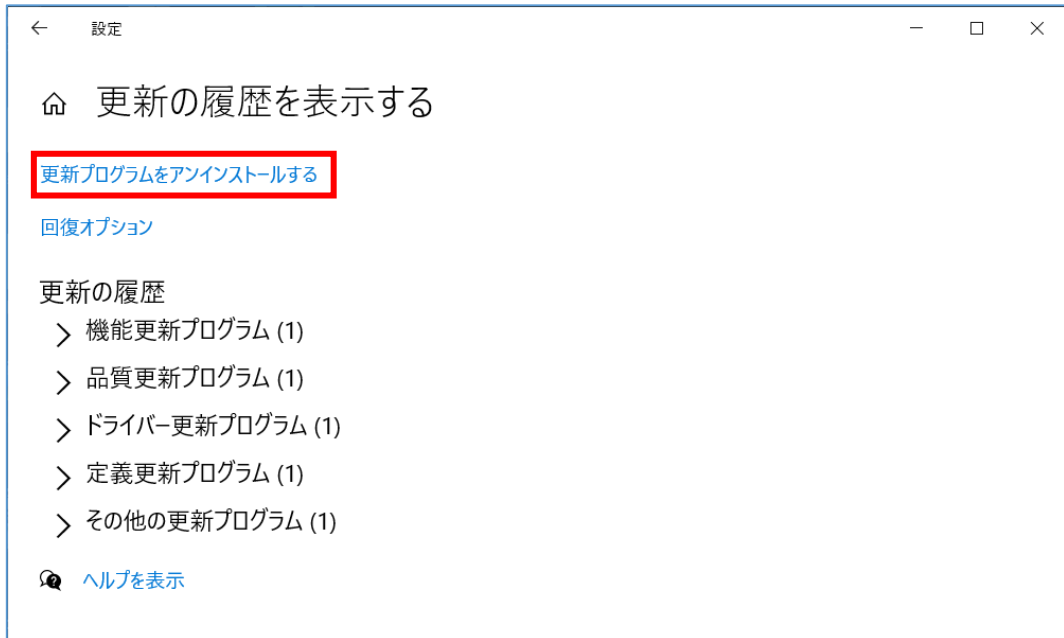 設定
更新の履歴を表示する
更新プログラムをアンインストールする
回復オプション
更新の履歴
機能更新プログラム (1)
品質更新プログラム (1)
ドライバー更新プログラム (1)
定義更新プログラム (1)
その他の更新プログラム (1)
ヘルプを表示